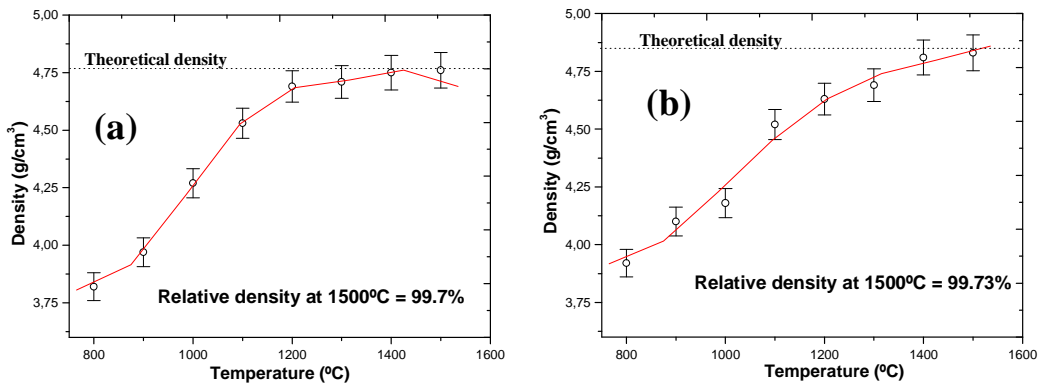 5,00
4,75
4,50
4,25
4,00
3,75
Density (g/cm³)
Theoretical density
(a)
Relative density at 1500ºC = 99.7%
800 1000 1200 1400 1600
Temperature (ºC)
5,00
4,75
4,50
4,25
4,00
3,75
Density (g/cm³)
Theoretical density
(b)
Relative density at 1500ºC = 99.73%
800 1000 1200 1400 1600
Temperature (ºC)